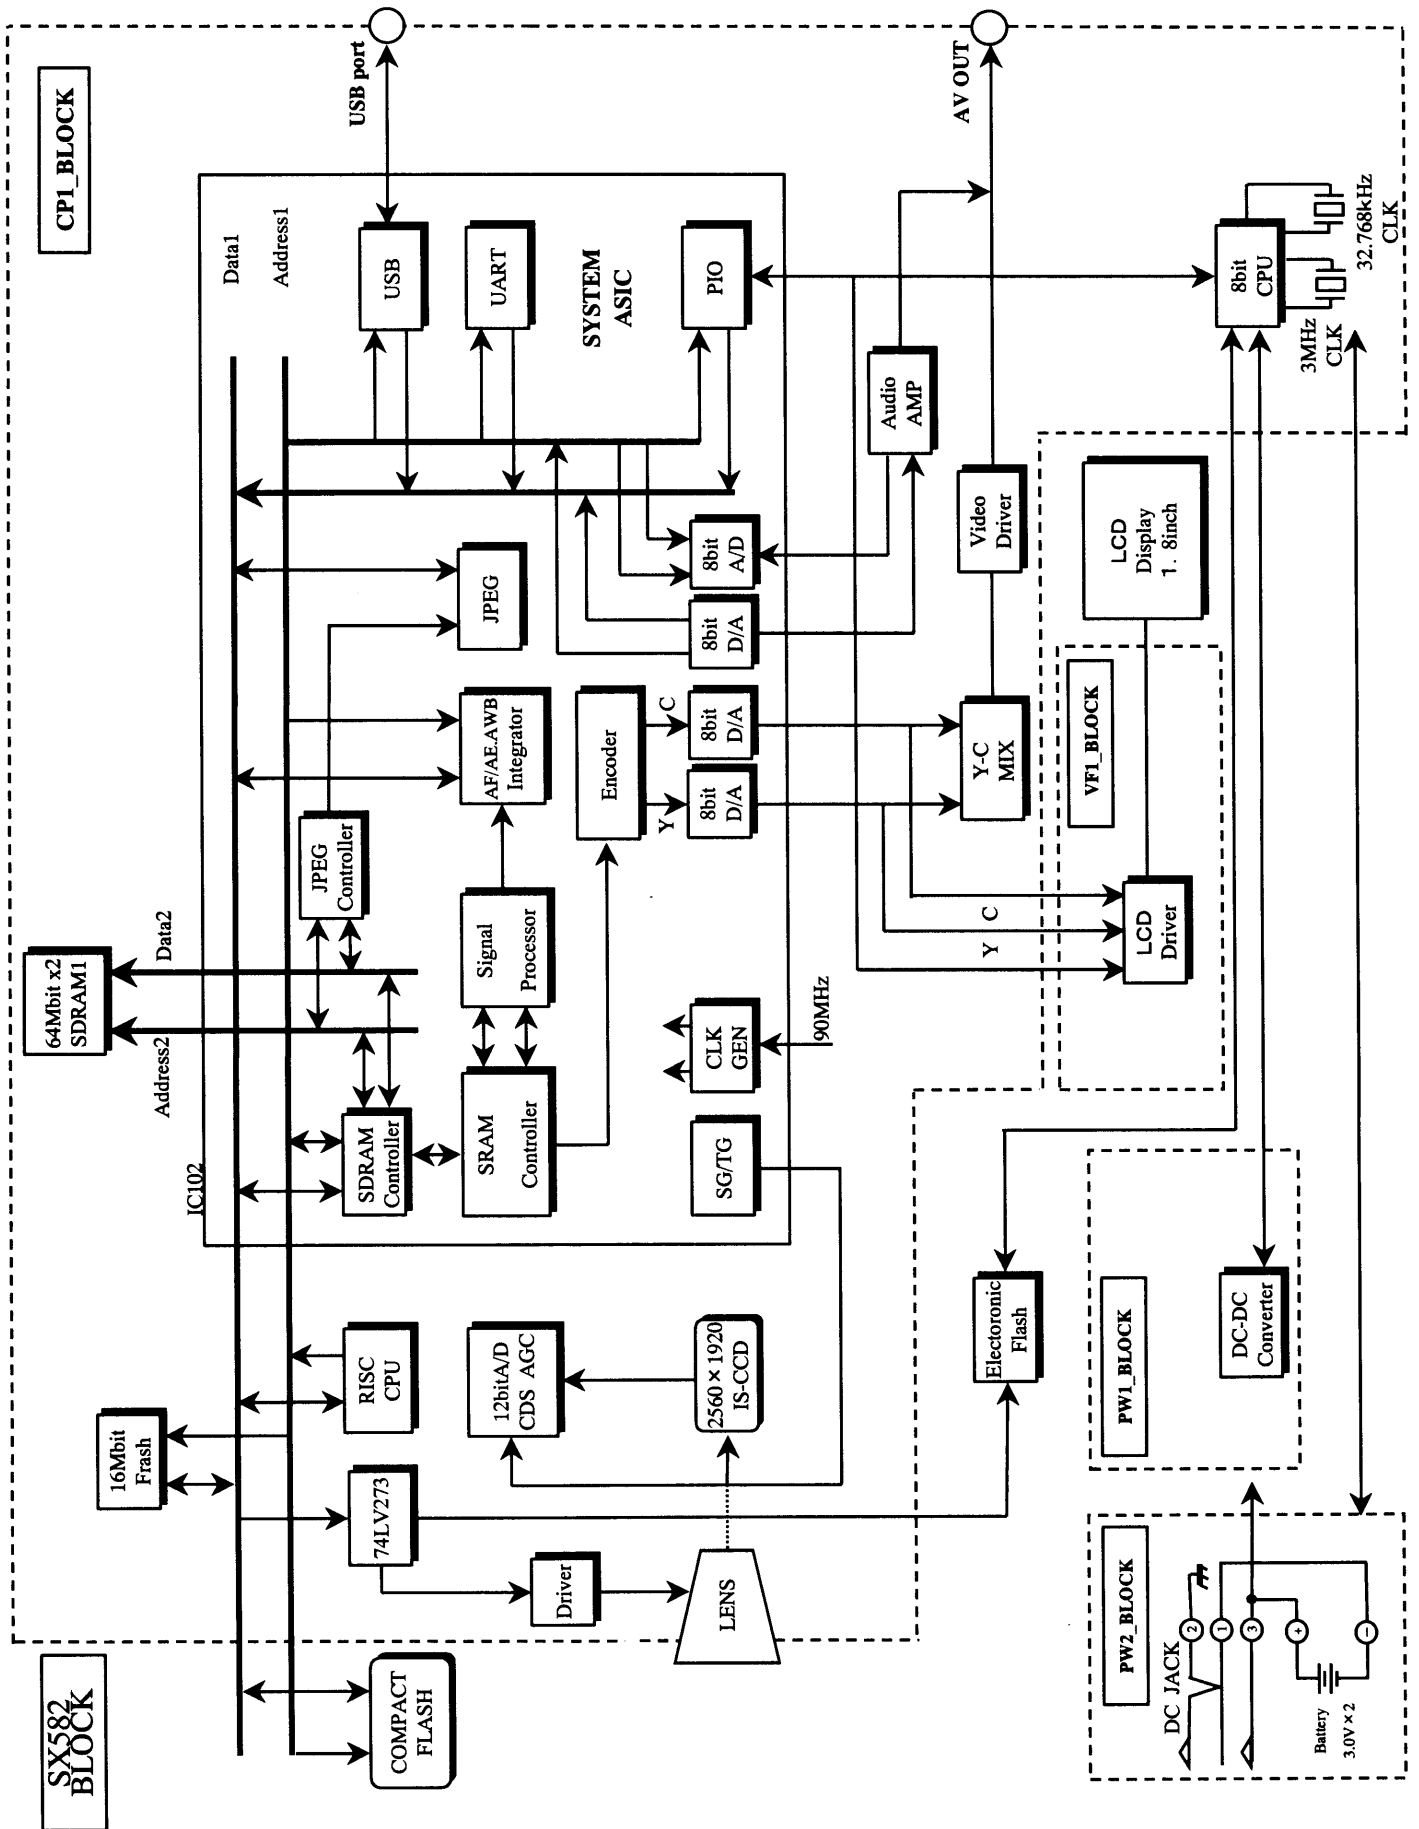 SX582
BLOCK
CP1_BLOCK
64Mbit x2
SDRAM1
Address2
Data2
USB port
16Mbit
Frash
IC102
Data1
Address1
COMPACT
FLASH
74LV273
RISC
CPU
SDRAM
Controller
JPEG
Controller
USB
Driver
12bitA/D
CDS AGC
SRAM
Controller
Signal
Processor
AF/AE.AWB
Integrator
JPEG
UART
Encoder
SYSTEM
ASIC
Y
C
LENS
2560×1920
IS-CCD
SG/TG
CLK
GEN
8bit
D/A
8bit
D/A
8bit
D/A
8bit
A/D
PIO
90MHz
Audio
AMP
Electoronic
Flash
Y
C
Y-C
MIX
Video
Driver
AV OUT
PW2_BLOCK
PW1_BLOCK
VF1_BLOCK
LCD
Driver
LCD
Display
1. 8inch
DC JACK
2
1
3
+
−
Battery
3.0V×2
DC-DC
Converter
8bit
CPU
3MHz
CLK
32.768kHz
CLK